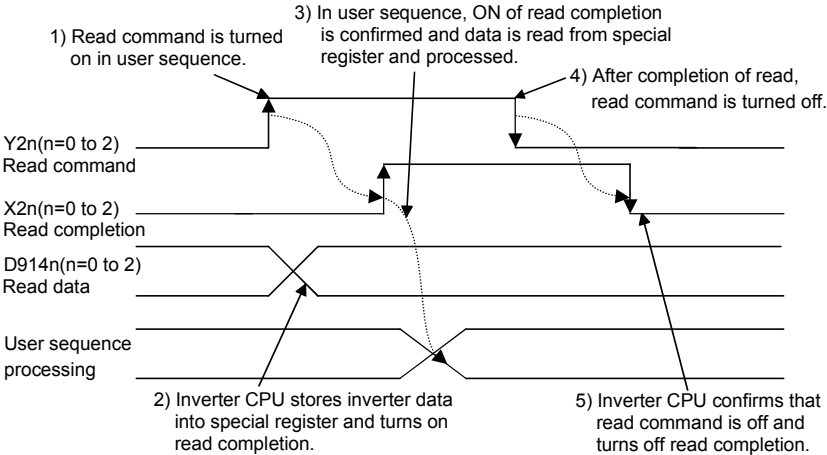 3) In user sequence, ON of read completion
is confirmed and data is read from special
register and processed.
1) Read command is turned
on in user sequence.
4) After completion of read,
read command is turned off.
Y2n(n=0 to 2)
Read command
X2n(n=0 to 2)
Read completion
D914n(n=0 to 2)
Read data
User sequence
processing
2) Inverter CPU stores inverter data
into special register and turns on
read completion.
5) Inverter CPU confirms that
read command is off and
turns off read completion.